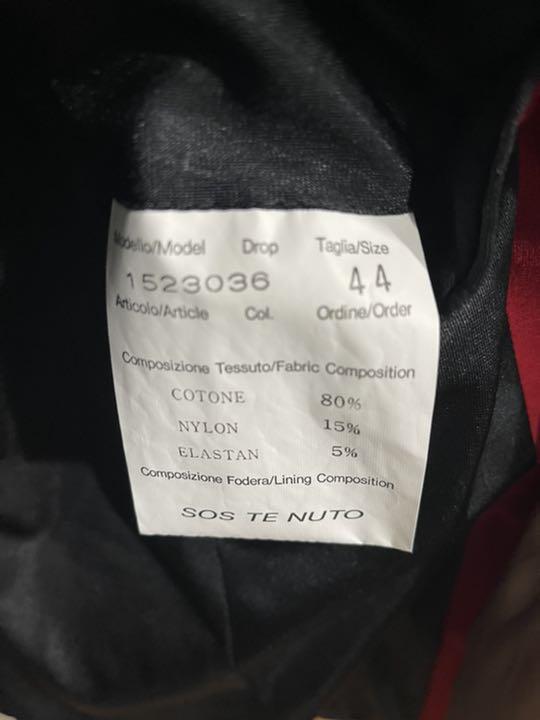 Modello/Model Drop Taglia/Size
1523036 44
Articolo/Article Col. Ordine/Order
Composizione Tessuto/Fabric Composition
COTONE 80%
NYLON 15%
ELASTAN 5%
Composizione Fodera/Lining Composition
SOS TE NUTO